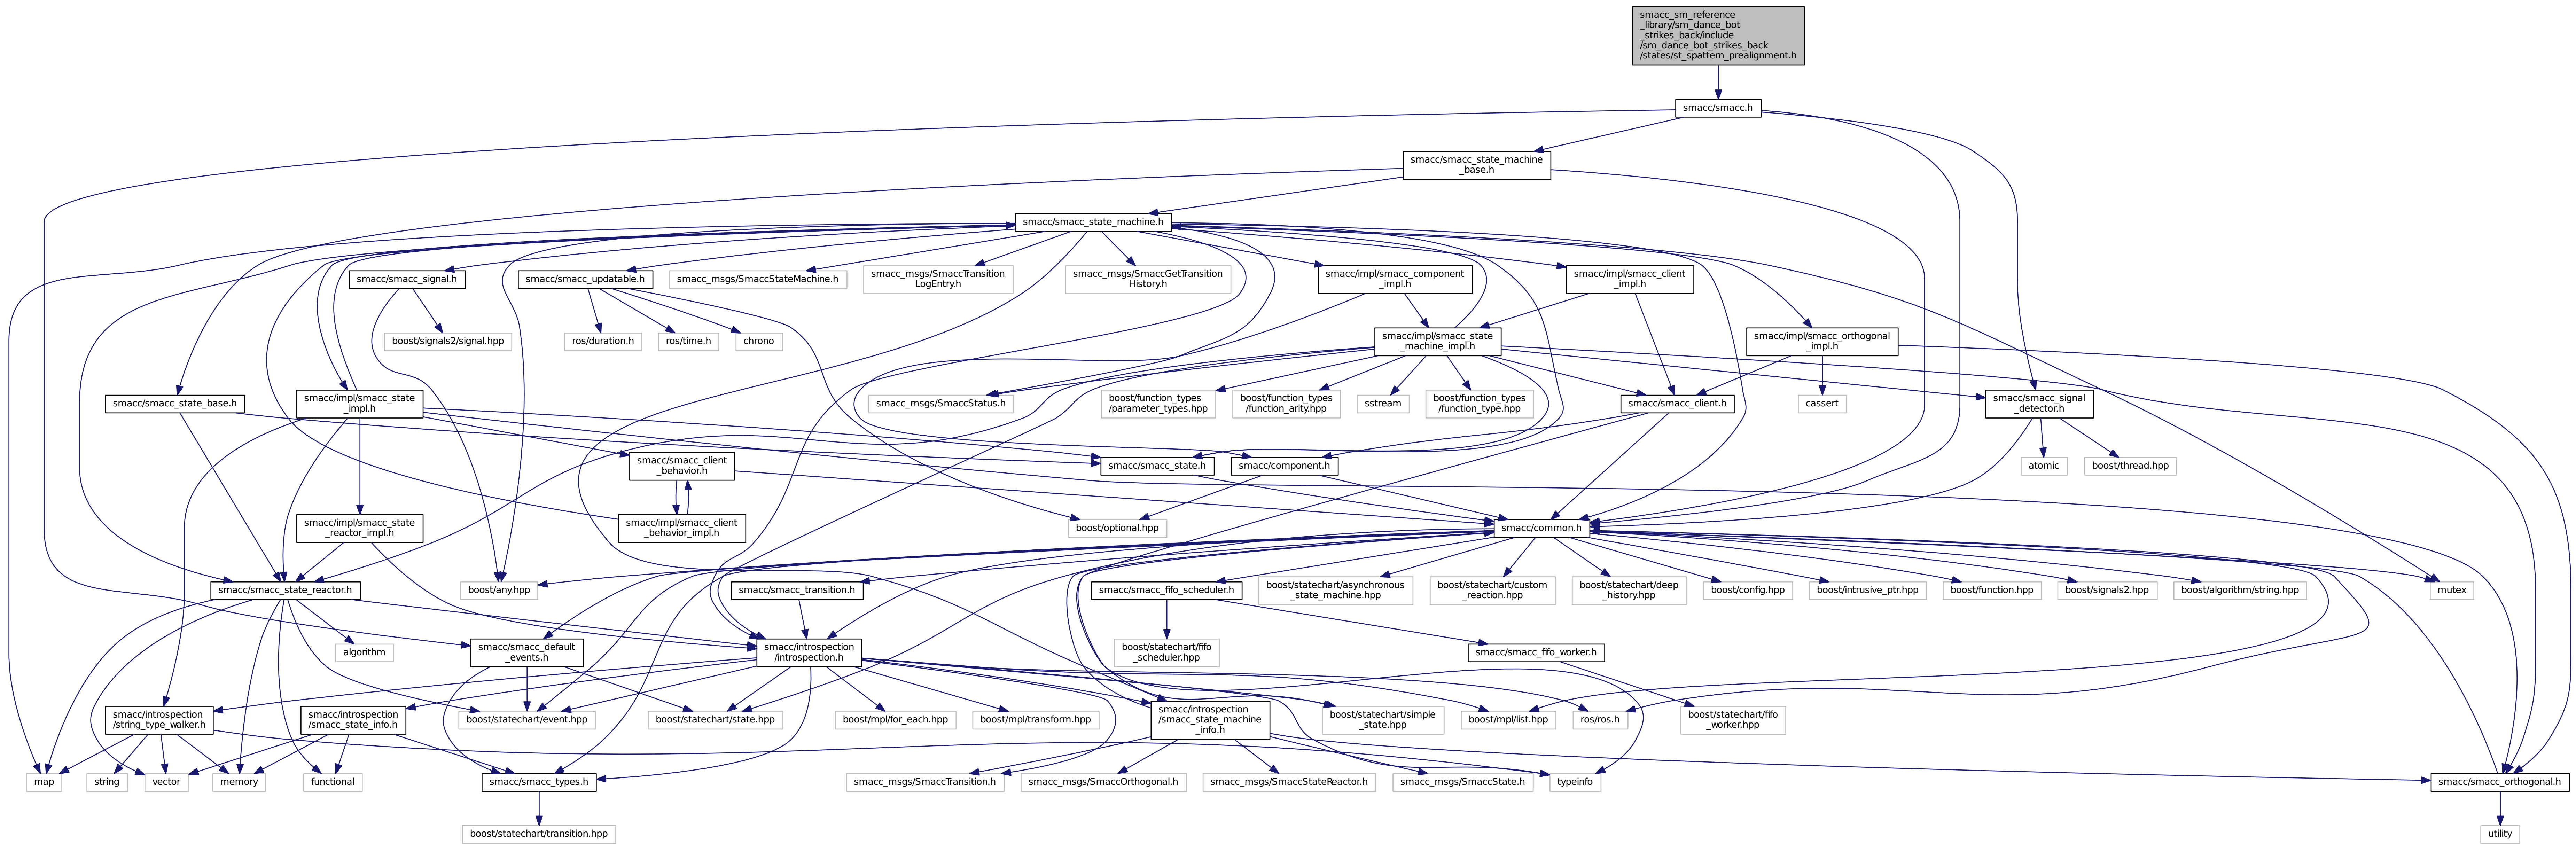 smacc_sm_reference
_library/sm_dance_bot
_strikes_back/include
/sm_dance_bot_strikes_back
/states/st_spattern_prealignment.h
smacc/smacc.h
smacc/smacc_state_machine
_base.h
smacc/smacc_state_machine.h
smacc/smacc_signal.h
smacc/smacc_updatable.h
smacc_msgs/SmaccStateMachine.h
smacc_msgs/SmaccTransition
LogEntry.h
smacc_msgs/SmaccGetTransition
History.h
smacc/impl/smacc_component
_impl.h
smacc/impl/smacc_client
_impl.h
boost/signals2/signal.hpp
ros/duration.h
ros/time.h
chrono
smacc/impl/smacc_state
_machine_impl.h
smacc/impl/smacc_orthogonal
_impl.h
smacc/smacc_state_base.h
smacc/impl/smacc_state
_impl.h
smacc_msgs/SmaccStatus.h
boost/function_types
/parameter_types.hpp
boost/function_types
/function_arity.hpp
sstream
boost/function_types
/function_type.hpp
smacc/smacc_client.h
cassert
smacc/smacc_signal
_detector.h
smacc/smacc_client
_behavior.h
smacc/smacc_state.h
smacc/component.h
atomic
boost/thread.hpp
smacc/impl/smacc_state
_reactor_impl.h
smacc/impl/smacc_client
_behavior_impl.h
boost/optional.hpp
smacc/common.h
smacc/smacc_state_reactor.h
boost/any.hpp
smacc/smacc_transition.h
smacc/smacc_fifo_scheduler.h
boost/statechart/asynchronous
_state_machine.hpp
boost/statechart/custom
_reaction.hpp
boost/statechart/deep
_history.hpp
boost/config.hpp
boost/intrusive_ptr.hpp
boost/function.hpp
boost/signals2.hpp
boost/algorithm/string.hpp
mutex
algorithm
smacc/smacc_default
_events.h
smacc/introspection
/introspection.h
boost/statechart/fifo
_scheduler.hpp
smacc/smacc_fifo_worker.h
smacc/introspection
/string_type_walker.h
smacc/introspection
/smacc_state_info.h
boost/statechart/event.hpp
boost/statechart/state.hpp
boost/mpl/for_each.hpp
boost/mpl/transform.hpp
smacc/introspection
/smacc_state_machine
_info.h
boost/statechart/simple
_state.hpp
boost/mpl/list.hpp
ros/ros.h
boost/statechart/fifo
_worker.hpp
map
string
vector
memory
functional
smacc/smacc_types.h
smacc_msgs/SmaccTransition.h
smacc_msgs/SmaccOrthogonal.h
smacc_msgs/SmaccStateReactor.h
smacc_msgs/SmaccState.h
typeinfo
smacc/smacc_orthogonal.h
boost/statechart/transition.hpp
utility